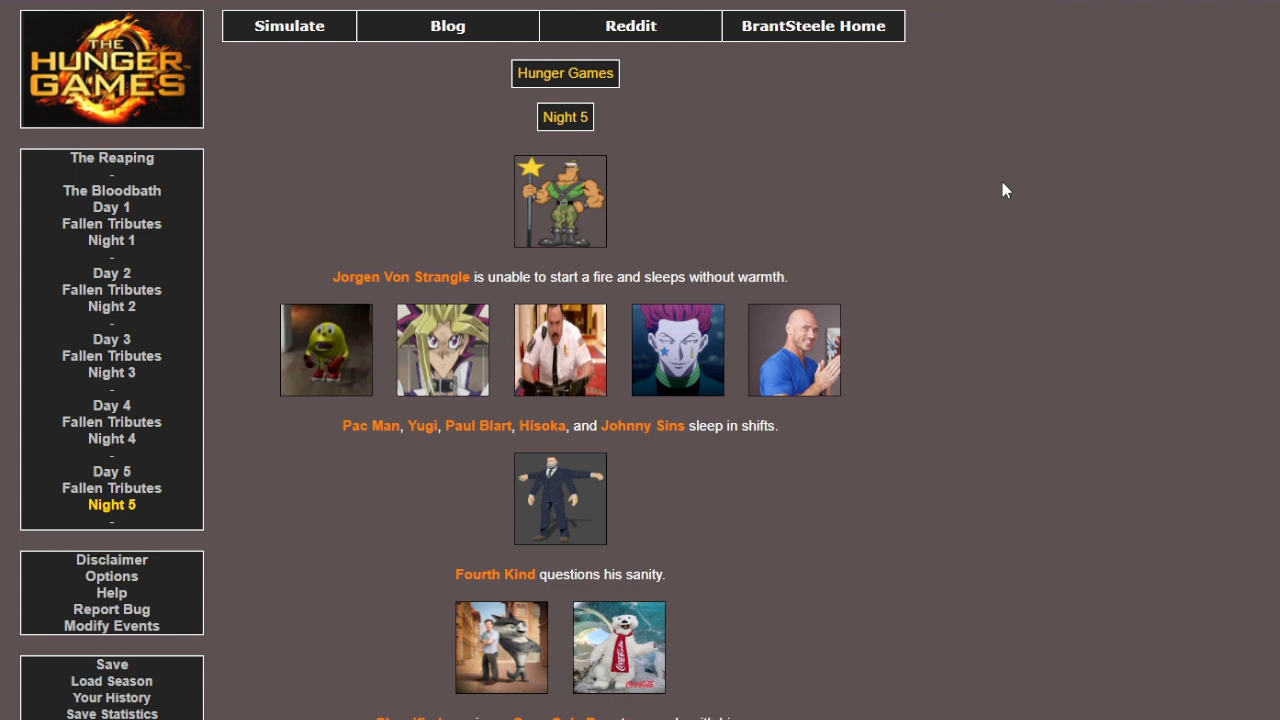 THE
HUNGER
GAMES
Simulate
Blog
Reddit
BrantSteele Home
Hunger Games
Night 5
The Reaping
-
The Bloodbath
Day 1
Fallen Tributes
Night 1
-
Day 2
Fallen Tributes
Night 2
-
Day 3
Fallen Tributes
Night 3
-
Day 4
Fallen Tributes
Night 4
-
Day 5
Fallen Tributes
Night 5
-
Disclaimer
Options
Help
Report Bug
Modify Events
Save
Load Season
Your History
Save Statistics
Jorgen Von Strangle is unable to start a fire and sleeps without warmth.
Pac Man, Yugi, Paul Blart, Hisoka, and Johnny Sins sleep in shifts.
Fourth Kind questions his sanity.
Coca-Cola
Coca-Cola